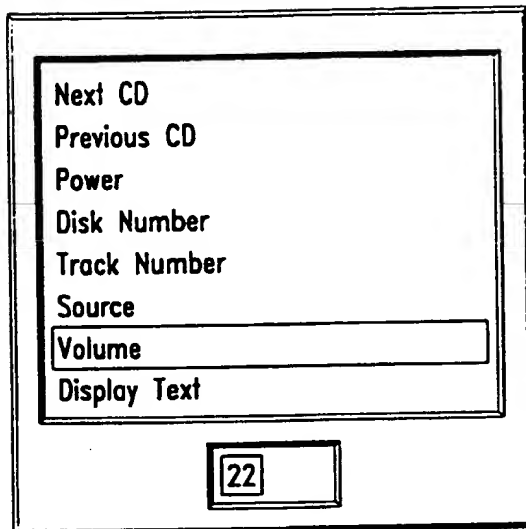 Next CD
Previous CD
Power
Disk Number
Track Number
Source
Volume
Display Text
22